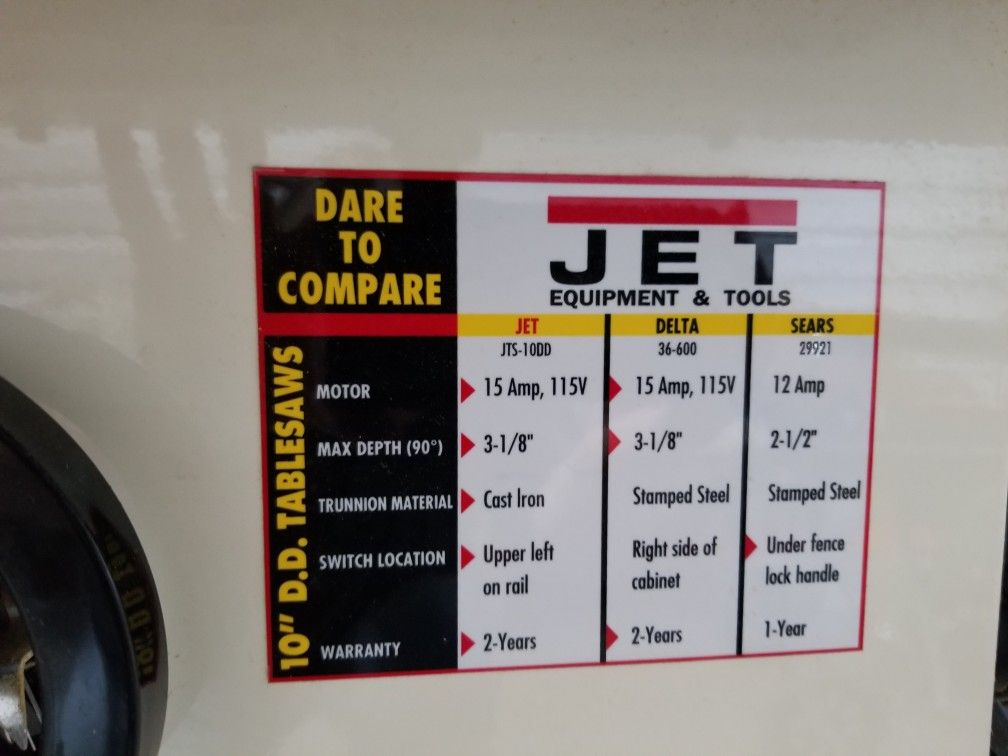 DARE
TO
COMPARE
JET
EQUIPMENT & TOOLS
10" D.D. TABLESAWS
JET DELTA SEARS
JTS-10DD 36-600 29921
MOTOR 15 Amp, 115V 15 Amp, 115V 12 Amp
MAX DEPTH (90°) 3-1/8" 3-1/8" 2-1/2"
TRUNNION MATERIAL Cast Iron Stamped Steel Stamped Steel
SWITCH LOCATION Upper left Right side of Under fence
on rail cabinet lock handle
WARRANTY 2-Years 2-Years 1-Year